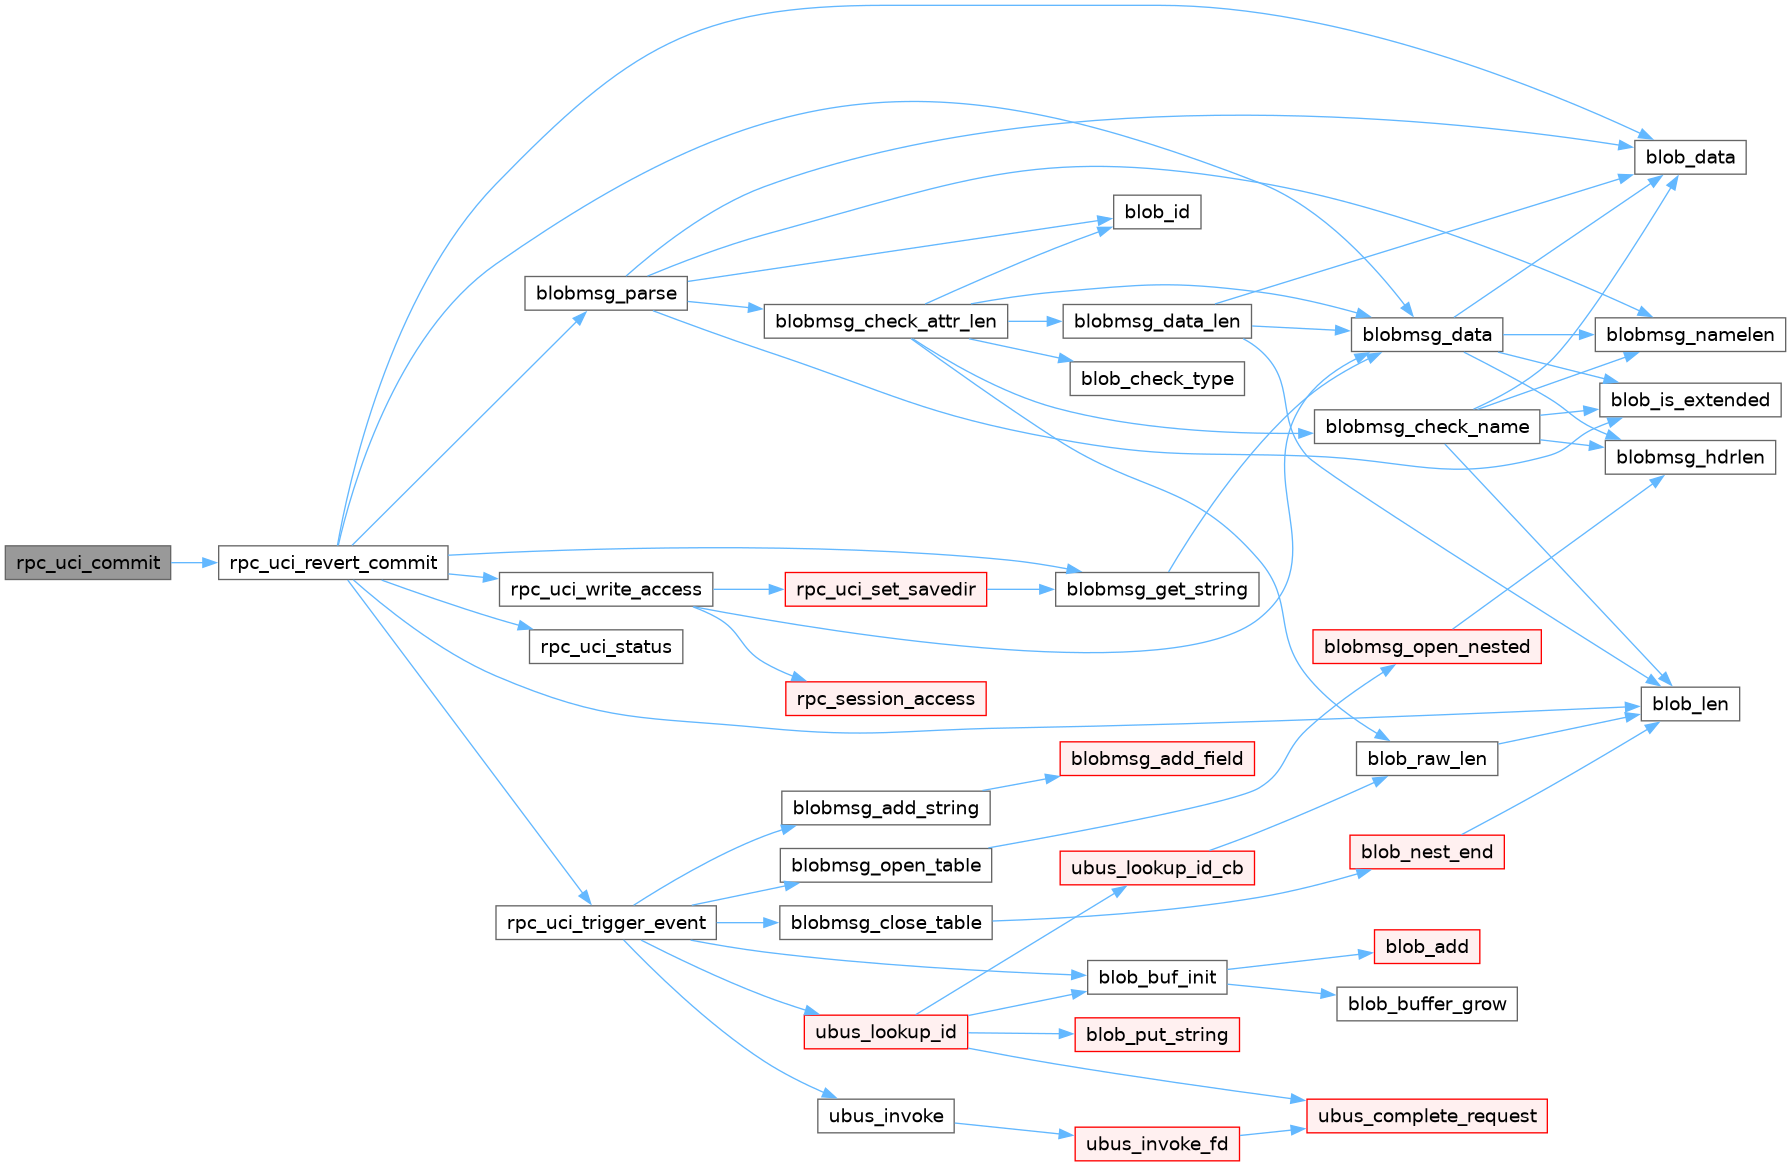 blob_data
blob_id
blobmsg_parse
blobmsg_check_attr_len
blobmsg_data_len
blobmsg_data
blobmsg_namelen
blob_check_type
blob_is_extended
blobmsg_check_name
blobmsg_hdrlen
rpc_uci_commit
rpc_uci_revert_commit
rpc_uci_write_access
rpc_uci_set_savedir
blobmsg_get_string
rpc_uci_status
blobmsg_open_nested
rpc_session_access
blob_len
blobmsg_add_field
blob_raw_len
blobmsg_add_string
blobmsg_open_table
ubus_lookup_id_cb
blob_nest_end
rpc_uci_trigger_event
blobmsg_close_table
blob_add
blob_buf_init
blob_buffer_grow
ubus_lookup_id
blob_put_string
ubus_invoke
ubus_complete_request
ubus_invoke_fd